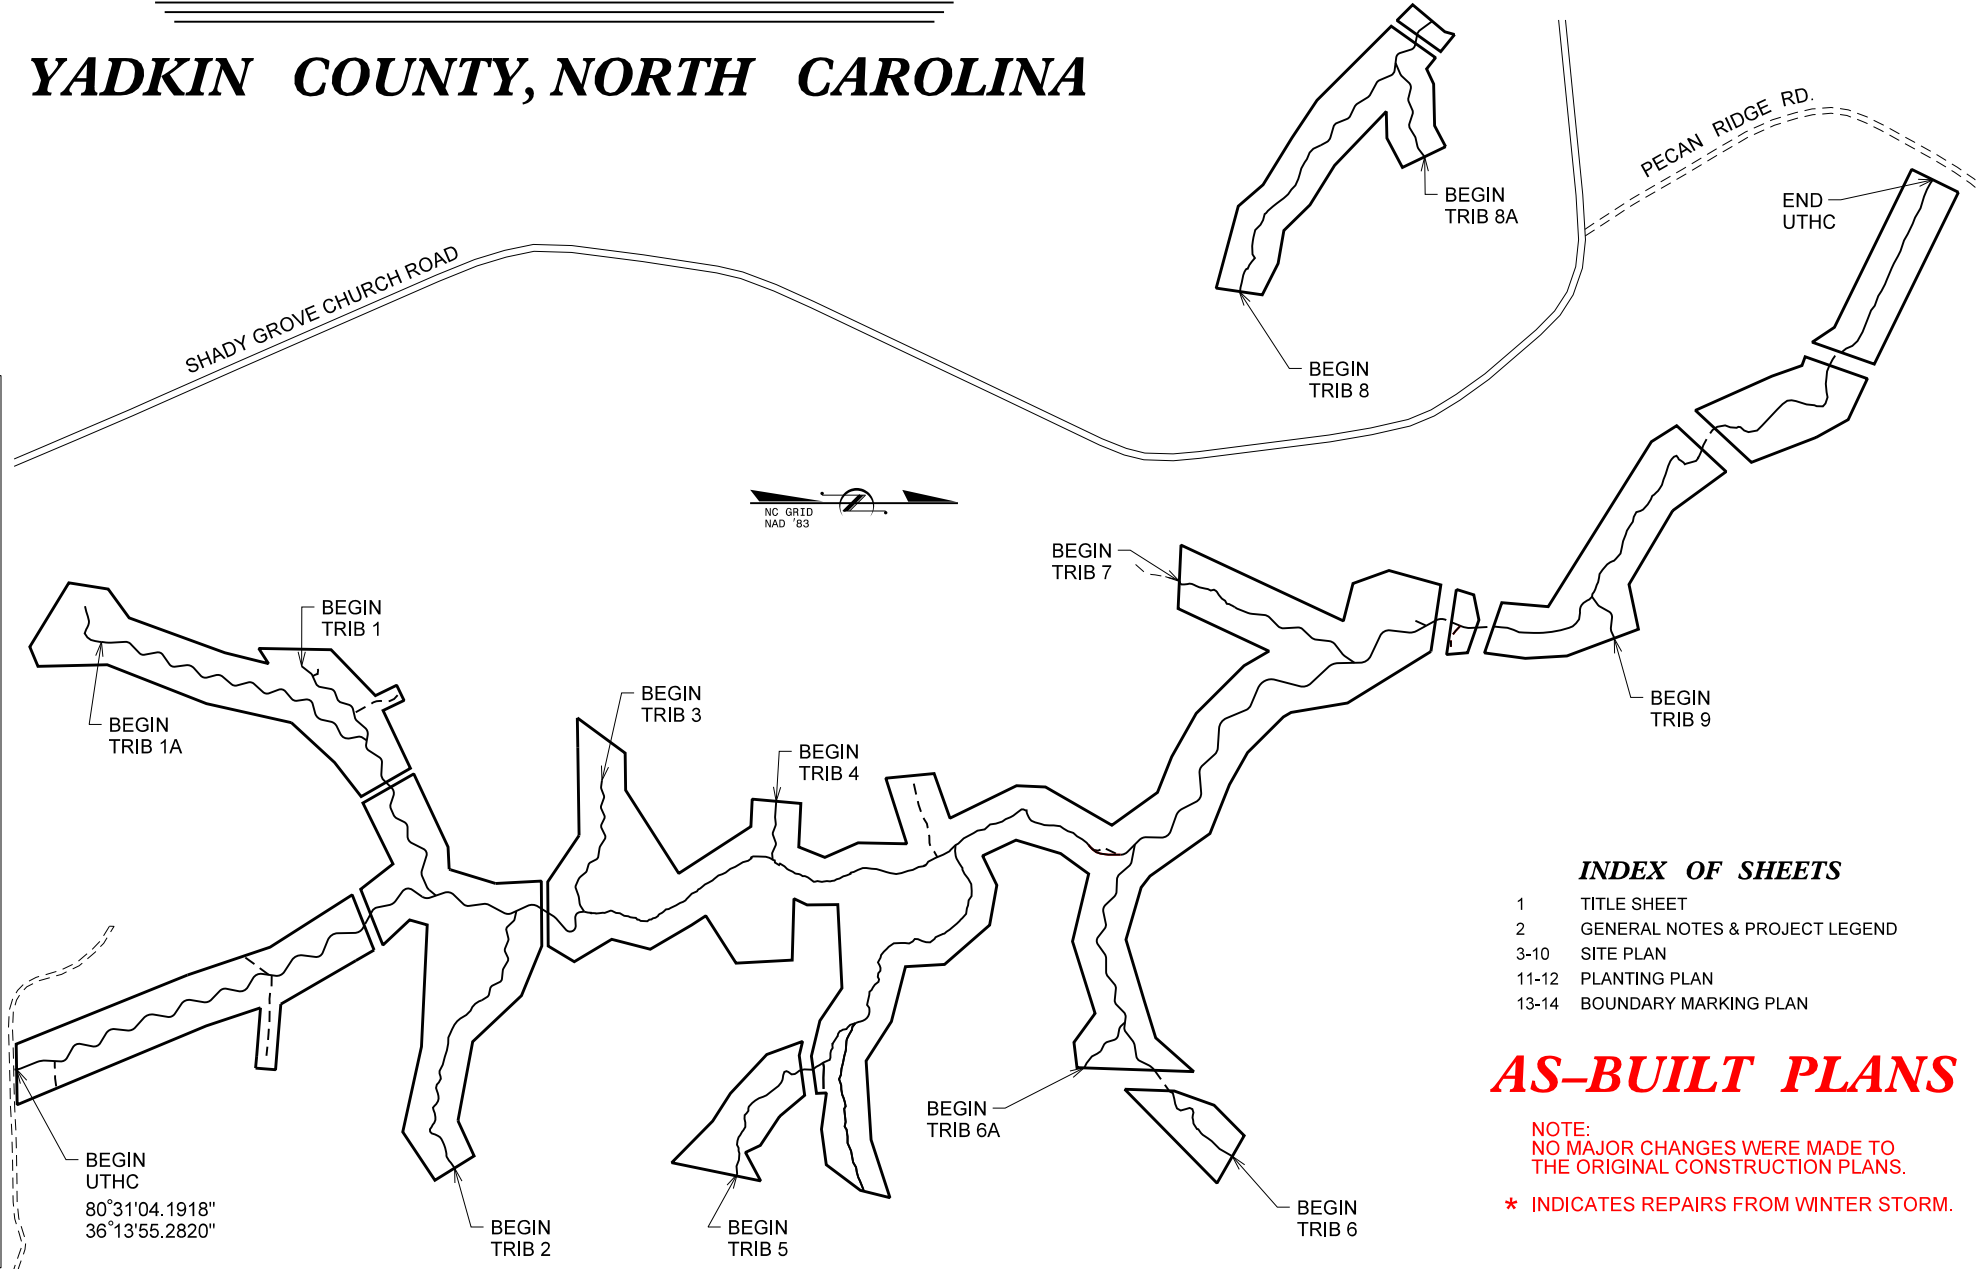 YADKIN COUNTY, NORTH CAROLINA
PECAN RIDGE RD.
BEGIN
TRIB 8A
END
UTHC
SHADY GROVE CHURCH ROAD
BEGIN
TRIB 8
NC GRID
NAD '83
BEGIN
TRIB 7
BEGIN
TRIB 1
BEGIN
TRIB 3
BEGIN
TRIB 9
BEGIN
TRIB 1A
BEGIN
TRIB 4
INDEX OF SHEETS
1 TITLE SHEET
2 GENERAL NOTES & PROJECT LEGEND
3-10 SITE PLAN
11-12 PLANTING PLAN
13-14 BOUNDARY MARKING PLAN
AS-BUILT PLANS
NOTE:
NO MAJOR CHANGES WERE MADE TO
THE ORIGINAL CONSTRUCTION PLANS.
* INDICATES REPAIRS FROM WINTER STORM.
BEGIN
TRIB 6A
BEGIN
UTHC
80°31'04.1918"
36°13'55.2820"
BEGIN
TRIB 2
BEGIN
TRIB 5
BEGIN
TRIB 6